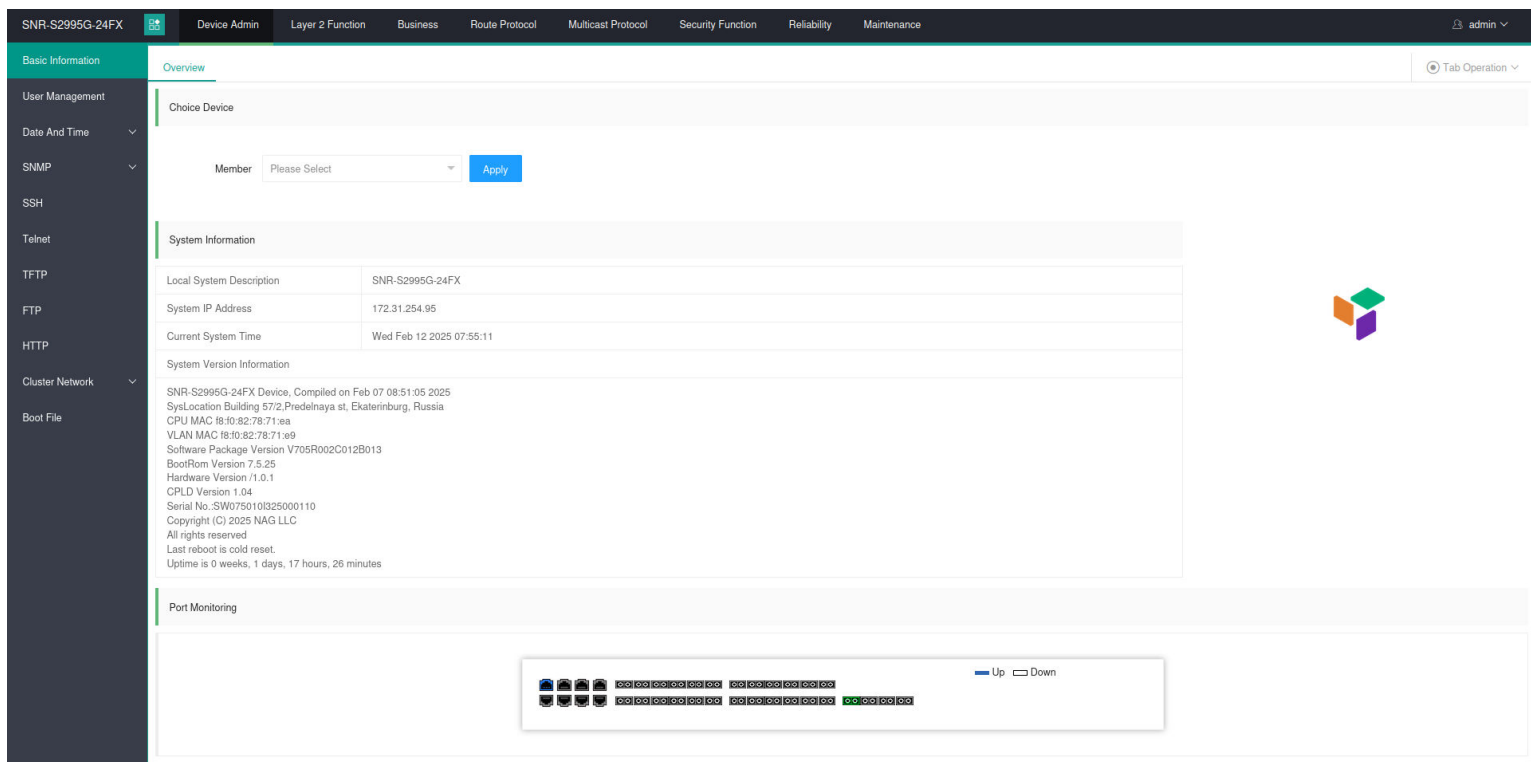 SNR-S2995G-24FX
Device Admin
Layer 2 Function
Business
Route Protocol
Multicast Protocol
Security Function
Reliability
Maintenance
admin
Basic Information
User Management
Date And Time
SNMP
SSH
Telnet
TFTP
FTP
HTTP
Cluster Network
Boot File
Overview
Tab Operation
Choice Device
Member
Please Select
Apply
System Information
Local System Description SNR-S2995G-24FX
System IP Address 172.31.254.95
Current System Time Wed Feb 12 2025 07:55:11
System Version Information
SNR-S2995G-24FX Device, Compiled on Feb 07 08:51:05 2025
SysLocation Building 57/2,Predelnaya st, Ekaterinburg, Russia
CPU MAC f8:f0:82:78:71:ea
VLAN MAC f8:f0:82:78:71:e9
Software Package Version V705R002C012B013
BootRom Version 7.5.25
Hardware Version /1.0.1
CPLD Version 1.04
Serial No.:SW075010I325000110
Copyright (C) 2025 NAG LLC
All rights reserved
Last reboot is cold reset.
Uptime is 0 weeks, 1 days, 17 hours, 26 minutes
Port Monitoring
Up
Down